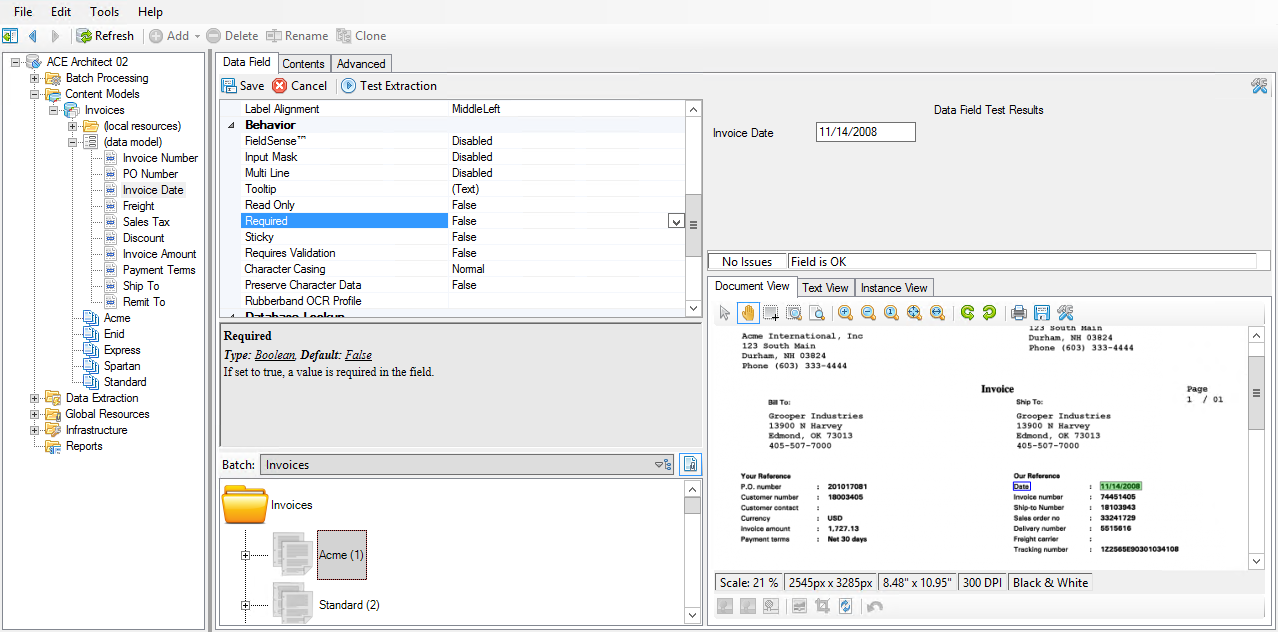 File Edit Tools Help
Refresh Add Delete Rename Clone
ACE Architect 02
Batch Processing
Content Models
Invoices
(local resources)
(data model)
Invoice Number
PO Number
Invoice Date
Freight
Sales Tax
Discount
Invoice Amount
Payment Terms
Ship To
Remit To
Acme
Enid
Express
Spartan
Standard
Data Extraction
Global Resources
Infrastructure
Reports
Data Field Contents Advanced
Save Cancel Test Extraction
Label Alignment MiddleLeft
Behavior
FieldSense™ Disabled
Input Mask Disabled
Multi Line Disabled
Tooltip (Text)
Read Only False
Required False
Sticky False
Requires Validation False
Character Casing Normal
Preserve Character Data False
Rubberband OCR Profile
Database Lookup
Required
Type: Boolean, Default: False
If set to true, a value is required in the field.
Batch: Invoices
Invoices
Acme (1)
Standard (2)
Data Field Test Results
Invoice Date 11/14/2008
No Issues Field is OK
Document View Text View Instance View
Acme International, Inc
123 South Main
Durham, NH 03824
Phone (603) 333-4444
123 South Main
Durham, NH 03824
Phone (603) 333-4444
Invoice
Page
1 / 01
Bill To:
Grooper Industries
13900 N Harvey
Edmond, OK 73013
405-507-7000
Ship To:
Grooper Industries
13900 N Harvey
Edmond, OK 73013
405-507-7000
Your Reference
P.O. number : 201017081
Customer number : 18003405
Customer contact :
Currency : USD
Invoice amount : 1,727.13
Payment terms : Net 30 days
Our Reference
Date : 11/14/2008
Invoice number : 74451405
Ship-to Number : 18103943
Sales order no : 33241729
Delivery number : 5515616
Freight carrier :
Tracking number : 1Z2565E90301034108
Scale: 21 % 2545px x 3285px 8.48" x 10.95" 300 DPI Black & White